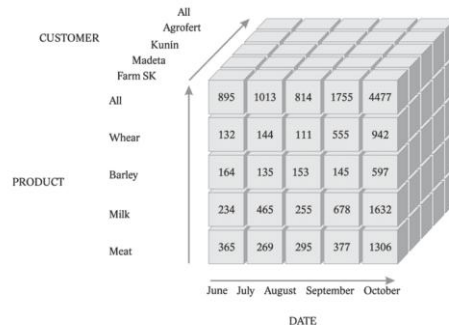 All
Agrofert
CUSTOMER
Kunín
Madeta
Farm SK
All 895 1013 814 1755 4477
Whear 132 144 111 555 942
PRODUCT
Barley 164 135 153 145 597
Milk 234 465 255 678 1632
Meat 365 269 295 377 1306
June July August September October
DATE